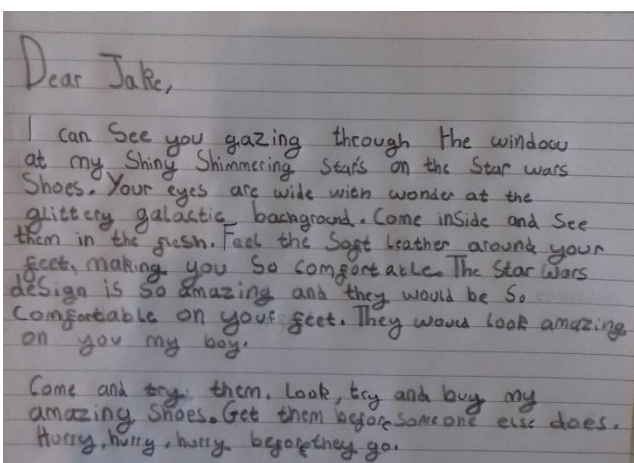 Dear Jake,
I can See you gazing through the window
at my Shiny Shimmering Stars on the Star wars
Shoes. Your eyes are wide with wonder at the
glittery galactic background. Come inside and See
them in the flesh. Feel the Soft leather around your
feet, making you So comfortable. The Star Wars
design is So amazing and they would be So
Comfortable on your feet. They would look amazing
on you my boy.
Come and try them. Look, try and buy my
amazing Shoes. Get them before Someone else does.
Hurry, hurry, hurry before they go.